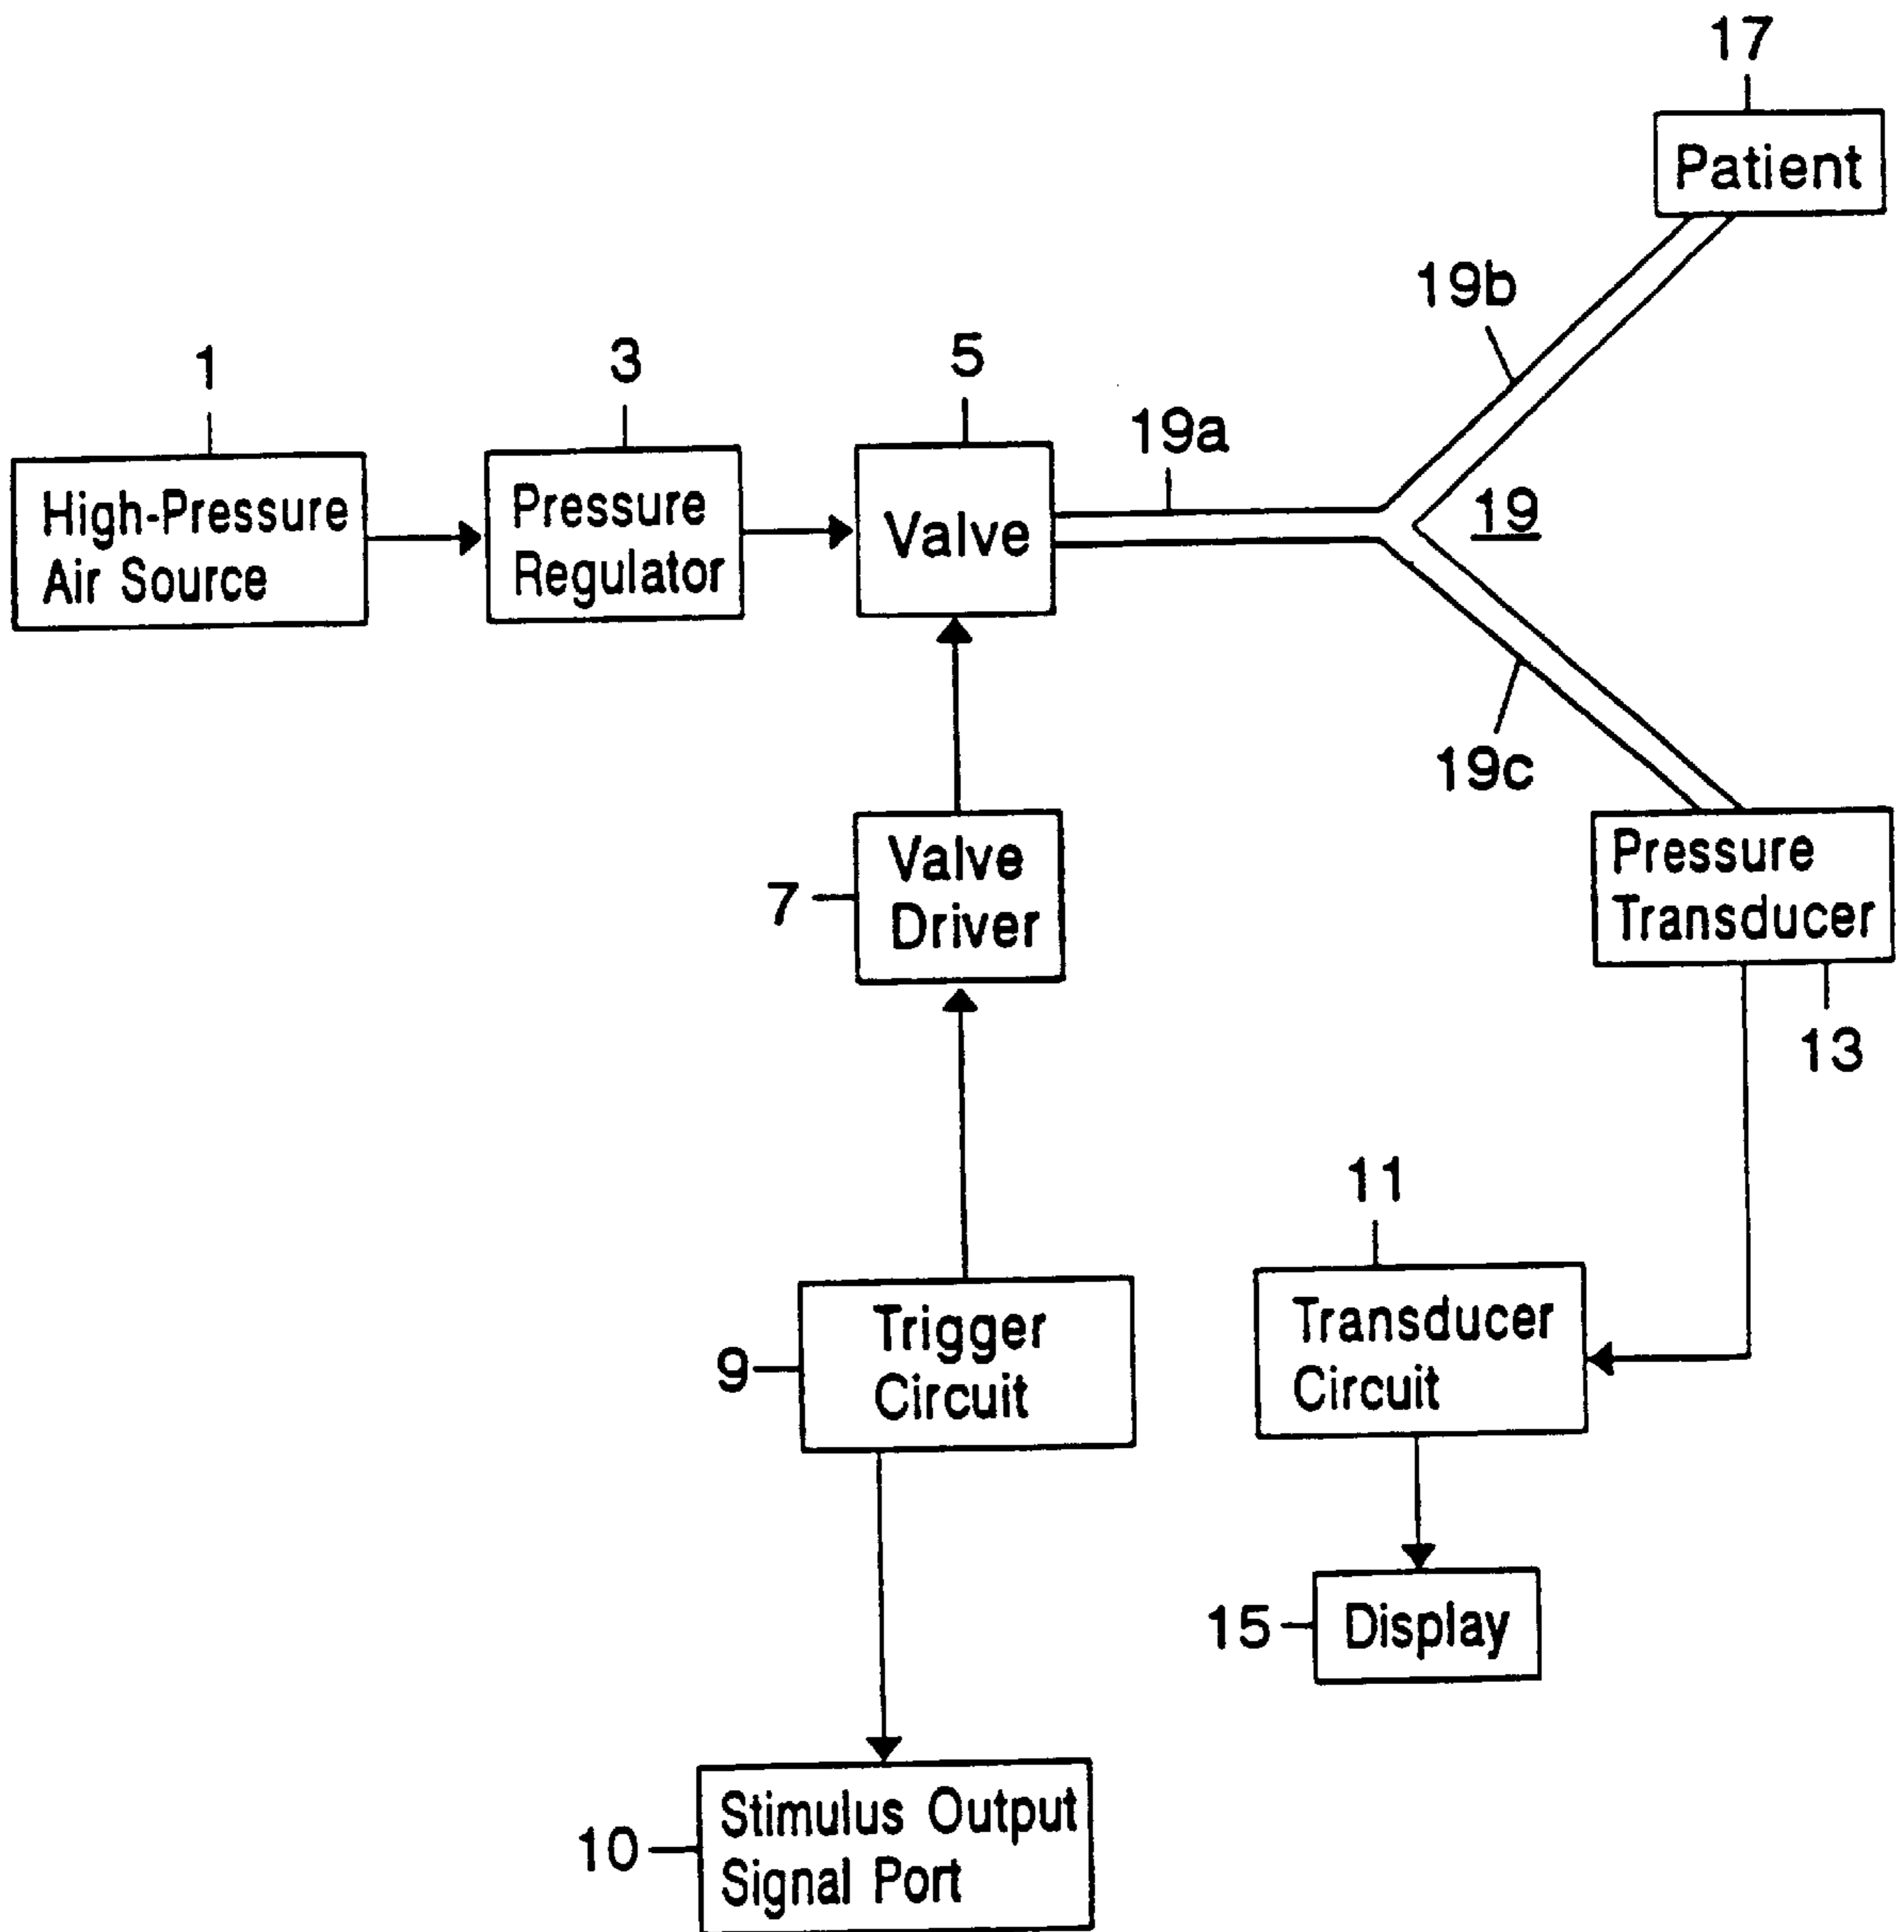 17
Patient
19b
1
3
5
19a
High-Pressure
Air Source
Pressure
Regulator
Valve
19
19c
7
Valve
Driver
Pressure
Transducer
13
11
9
Trigger
Circuit
Transducer
Circuit
15
Display
10
Stimulus Output
Signal Port